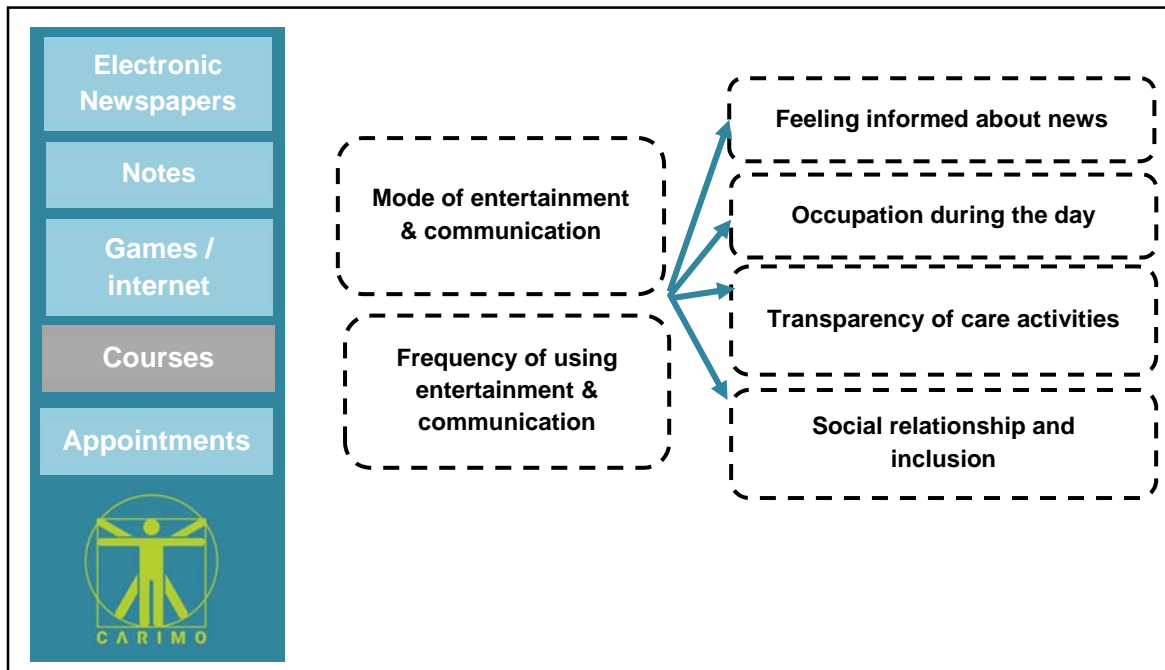 Electronic
Newspapers
Notes
Games /
internet
Courses
Appointments
CARIMO
Mode of entertainment
& communication
Frequency of using
entertainment &
communication
Feeling informed about news
Occupation during the day
Transparency of care activities
Social relationship and
inclusion